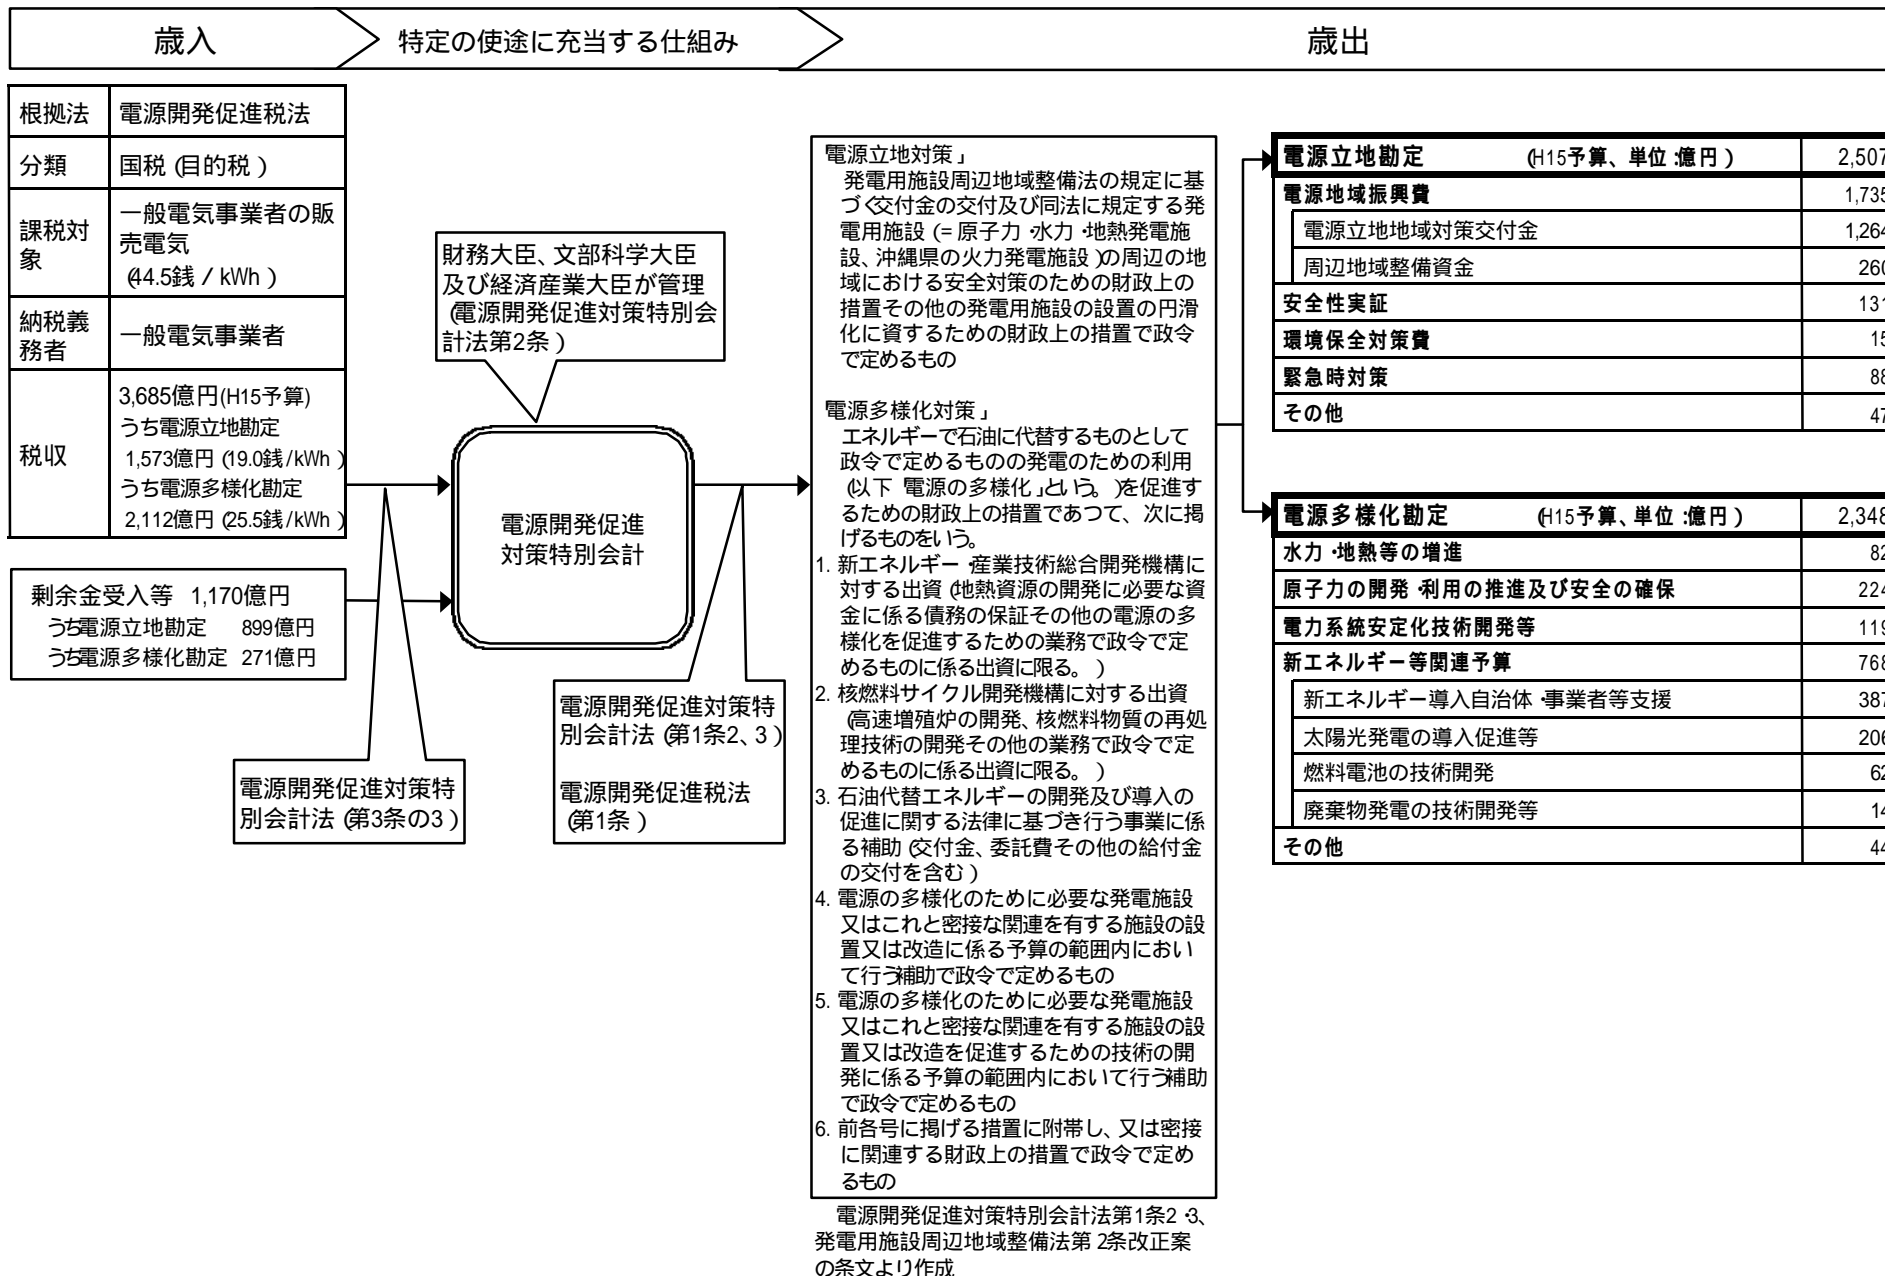 歳入
特定の使途に充当する仕組み
歳出
根拠法
電源開発促進税法
分類
国税(目的税)
課税対
象
一般電気事業者の販
売電気
(44.5銭/kWh)
納税義
務者
一般電気事業者
税収
3,685億円(H15予算)
うち電源立地勘定
1,573億円(19.0銭/kWh)
うち電源多様化勘定
2,112億円(25.5銭/kWh)
剰余金受入等 1,170億円
うち電源立地勘定 899億円
うち電源多様化勘定 271億円
財務大臣、文部科学大臣
及び経済産業大臣が管理
(電源開発促進対策特別会
計法第2条)
電源開発促進
対策特別会計
電源開発促進対策特
別会計法(第3条の3)
電源開発促進対策特
別会計法(第1条2、3)
電源開発促進税法
(第1条)
「電源立地対策」
発電用施設周辺地域整備法の規定に基
づく交付金の交付及び同法に規定する発
電用施設(=原子力・水力・地熱発電施
設、沖縄県の火力発電施設)の周辺の地
域における安全対策のための財政上の
措置その他の発電用施設の設置の円滑
化に資するための財政上の措置で政令
で定めるもの
「電源多様化対策」
エネルギーで石油に代替するものとして
政令で定めるものの発電のための利用
(以下「電源の多様化」という。)を促進す
るための財政上の措置であつて、次に掲
げるものをいう。
1. 新エネルギー・産業技術総合開発機構に
対する出資(地熱資源の開発に必要な資
金に係る債務の保証その他の電源の多
様化を促進するための業務で政令で定
めるものに係る出資に限る。)
2. 核燃料サイクル開発機構に対する出資
(高速増殖炉の開発、核燃料物質の再処
理技術の開発その他の業務で政令で定
めるものに係る出資に限る。)
3. 石油代替エネルギーの開発及び導入の
促進に関する法律に基づき行う事業に係
る補助(交付金、委託費その他の給付金
の交付を含む)
4. 電源の多様化のために必要な発電施設
又はこれと密接な関連を有する施設の設
置又は改造に係る予算の範囲内におい
て行う補助で政令で定めるもの
5. 電源の多様化のために必要な発電施設
又はこれと密接な関連を有する施設の設
置又は改造を促進するための技術の開
発に係る予算の範囲内において行う補助
で政令で定めるもの
6. 前各号に掲げる措置に附帯し、又は密接
に関連する財政上の措置で政令で定め
るもの
電源開発促進対策特別会計法第1条2・3、
発電用施設周辺地域整備法第2条改正案
の条文より作成
電源立地勘定 (H15予算、単位:億円) 2,507
電源地域振興費 1,735
電源立地地域対策交付金 1,264
周辺地域整備資金 260
安全性実証 131
環境保全対策費 15
緊急時対策 88
その他 47
電源多様化勘定 (H15予算、単位:億円) 2,348
水力・地熱等の増進 82
原子力の開発・利用の推進及び安全の確保 224
電力系統安定化技術開発等 119
新エネルギー等関連予算 768
新エネルギー導入自治体・事業者等支援 387
太陽光発電の導入促進等 206
燃料電池の技術開発 62
廃棄物発電の技術開発等 14
その他 44